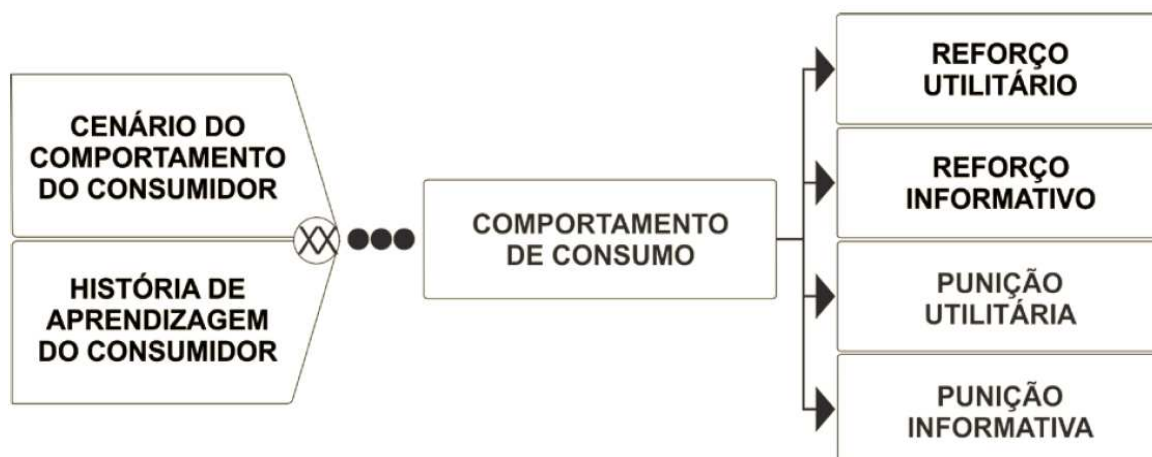 CENÁRIO DO
COMPORTAMENTO
DO CONSUMIDOR
HISTÓRIA DE
APRENDIZAGEM
DO CONSUMIDOR
XX
COMPORTAMENTO
DE CONSUMO
REFORÇO
UTILITÁRIO
REFORÇO
INFORMATIVO
PUNIÇÃO
UTILITÁRIA
PUNIÇÃO
INFORMATIVA